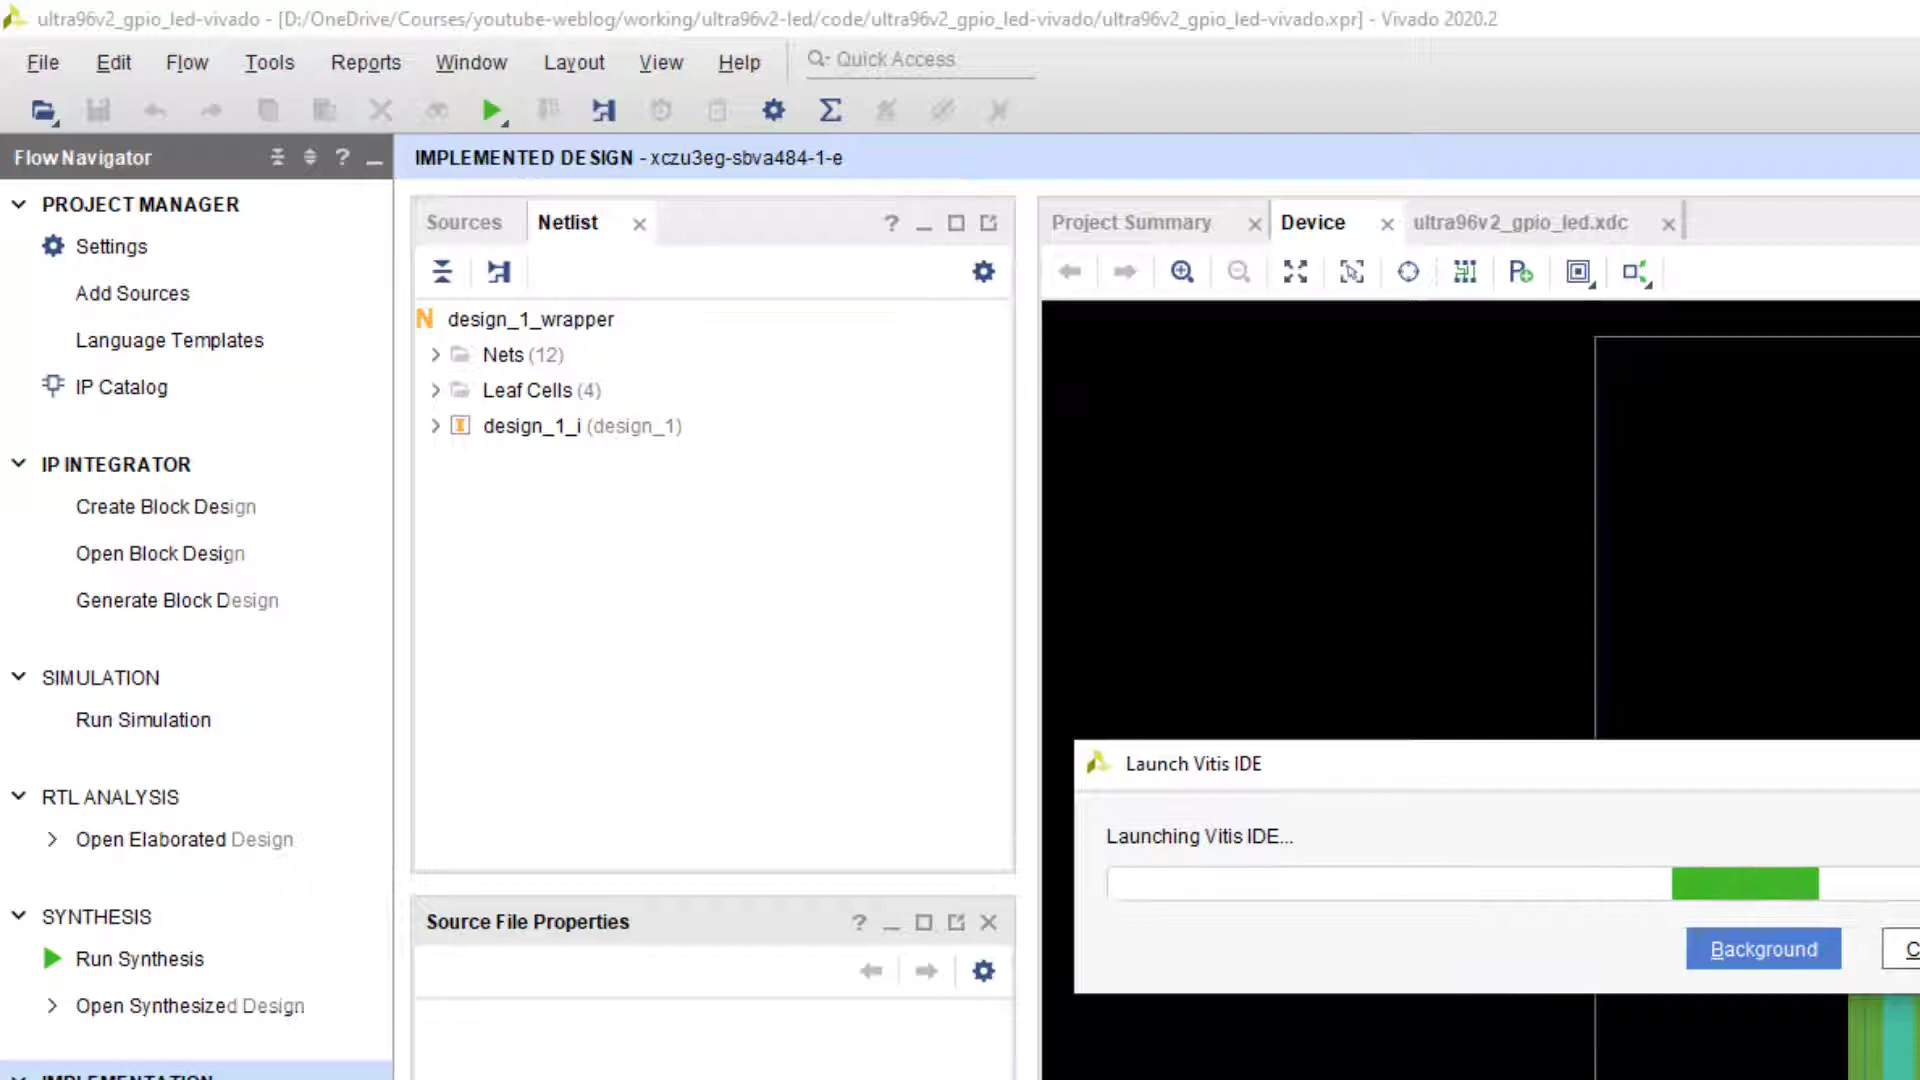 ultra96v2_gpio_led-vivado - [D:/OneDrive/Courses/youtube-weblog/working/ultra96v2-led/code/ultra96v2_gpio_led-vivado/ultra96v2_gpio_led-vivado.xpr] - Vivado 2020.2
File Edit Flow Tools Reports Window Layout View Help Quick Access
Flow Navigator
IMPLEMENTED DESIGN - xczu3eg-sbva484-1-e
PROJECT MANAGER
Settings
Add Sources
Language Templates
IP Catalog
IP INTEGRATOR
Create Block Design
Open Block Design
Generate Block Design
SIMULATION
Run Simulation
RTL ANALYSIS
Open Elaborated Design
SYNTHESIS
Run Synthesis
Open Synthesized Design
IMPLEMENTATION
Sources Netlist
design_1_wrapper
Nets (12)
Leaf Cells (4)
design_1_i (design_1)
Source File Properties
Project Summary Device ultra96v2_gpio_led.xdc
Launch Vitis IDE
Launching Vitis IDE...
Background